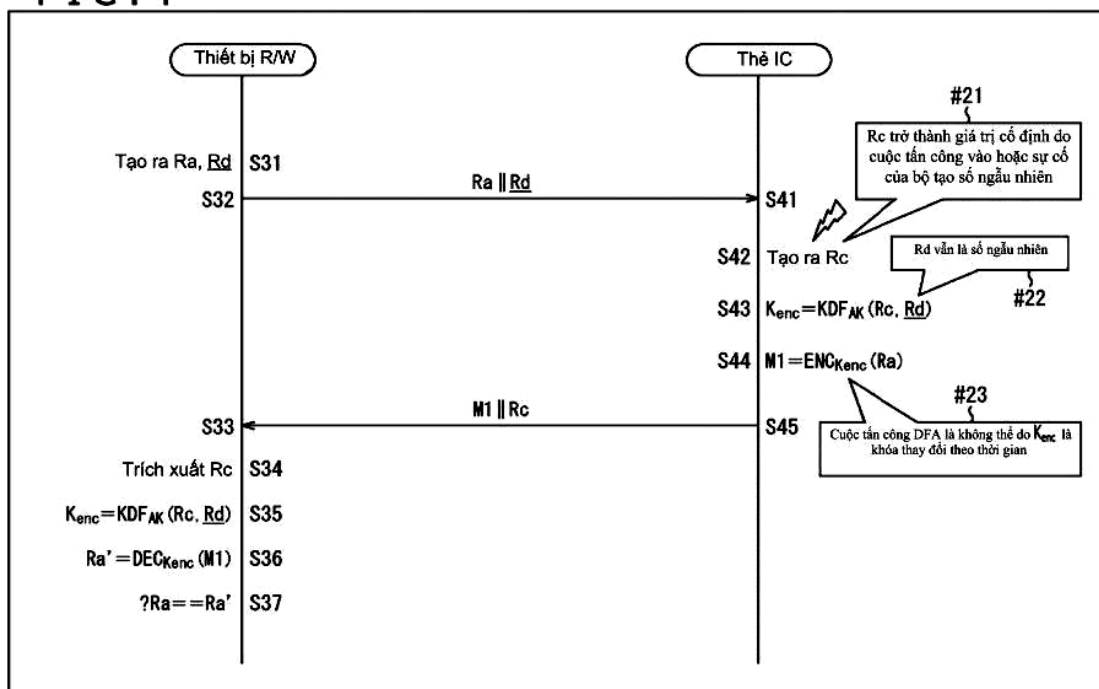 Thiết bị R/W
Thẻ IC
#21
Rc trở thành giá trị cố định do
cuộc tấn công vào hoặc sự cố
của bộ tạo số ngẫu nhiên
Tạo ra Ra, Rd S31
S32 Ra ‖ Rd S41
S42 Tạo ra Rc
Rd vẫn là số ngẫu nhiên
#22
S43 Kenc=KDFAK(Rc, Rd)
S44 M1=ENCKenc(Ra)
#23
Cuộc tấn công DFA là không thể do Kenc là
khóa thay đổi theo thời gian
S33 M1 ‖ Rc S45
Trích xuất Rc S34
Kenc=KDFAK(Rc, Rd) S35
Ra'=DECKenc(M1) S36
?Ra==Ra' S37